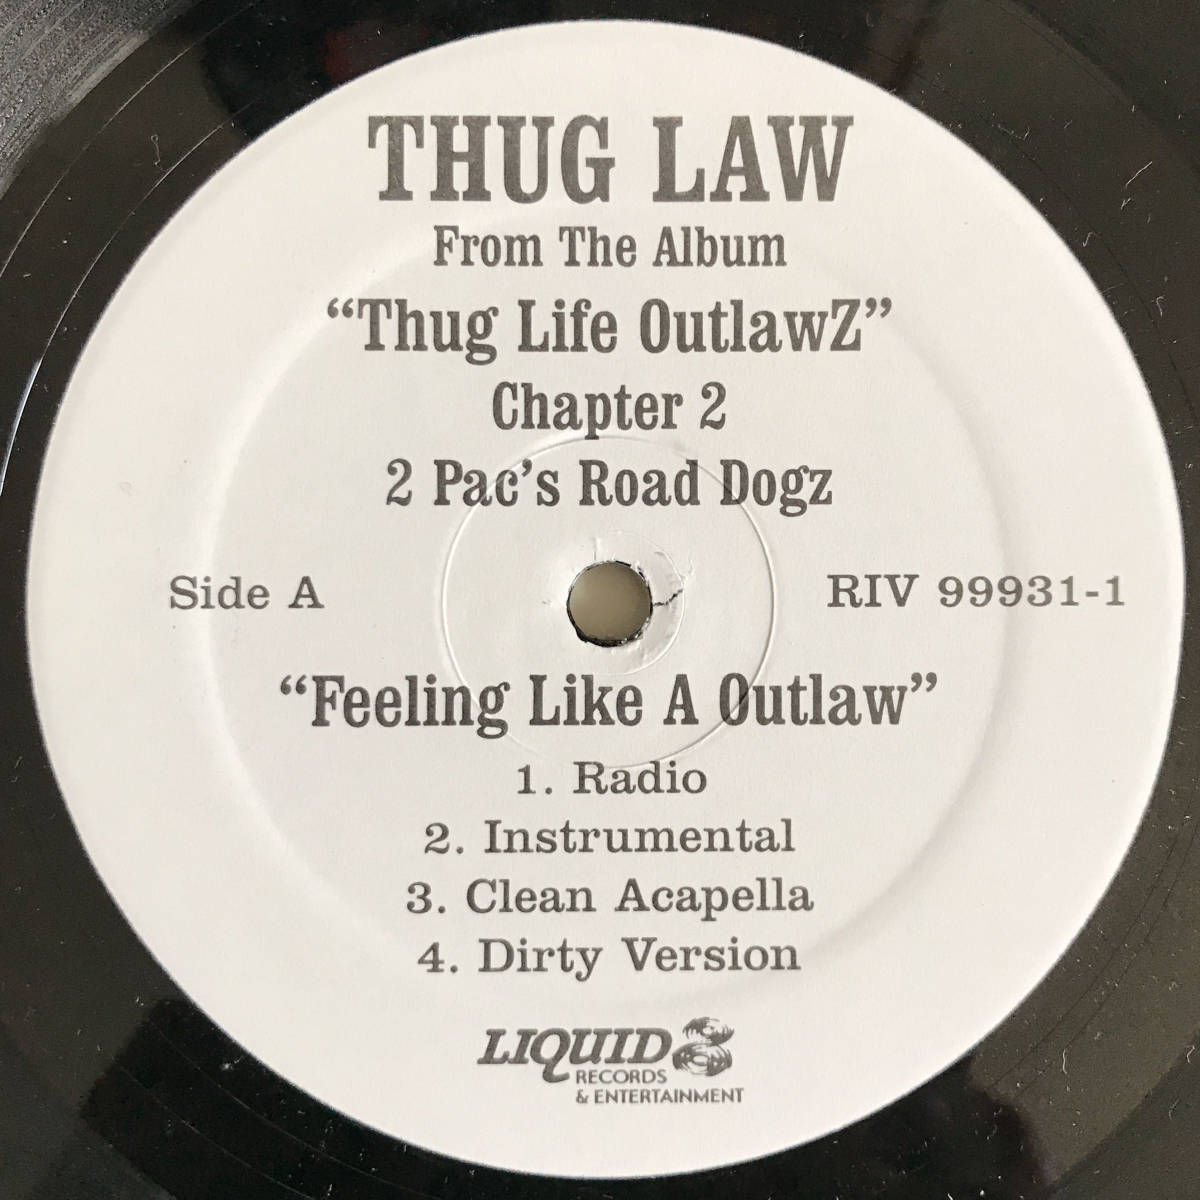 THUG LAW
From The Album
“Thug Life OutlawZ”
Chapter 2
2 Pac’s Road Dogz
Side A
RIV 99931-1
“Feeling Like A Outlaw”
1. Radio
2. Instrumental
3. Clean Acapella
4. Dirty Version
LIQUID 8
RECORDS
& ENTERTAINMENT